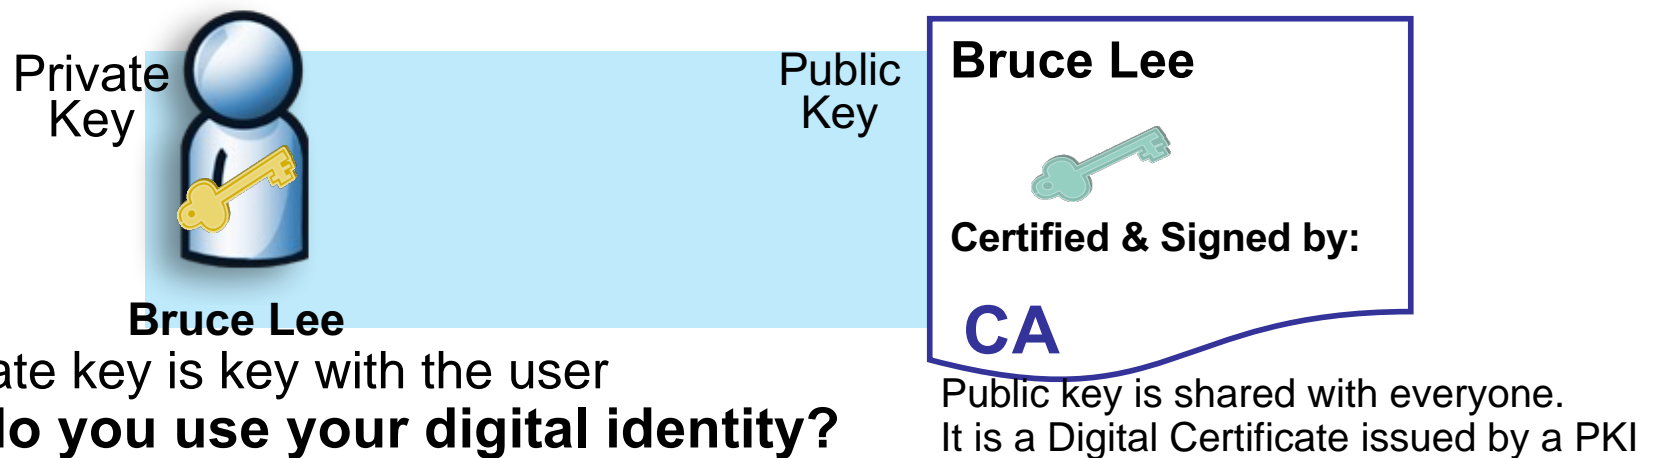 Private
Key
Bruce Lee
ate key is key with the user
do you use your digital identity?
Public
Key
Bruce Lee
Certified & Signed by:
CA
Public key is shared with everyone.
It is a Digital Certificate issued by a PKI